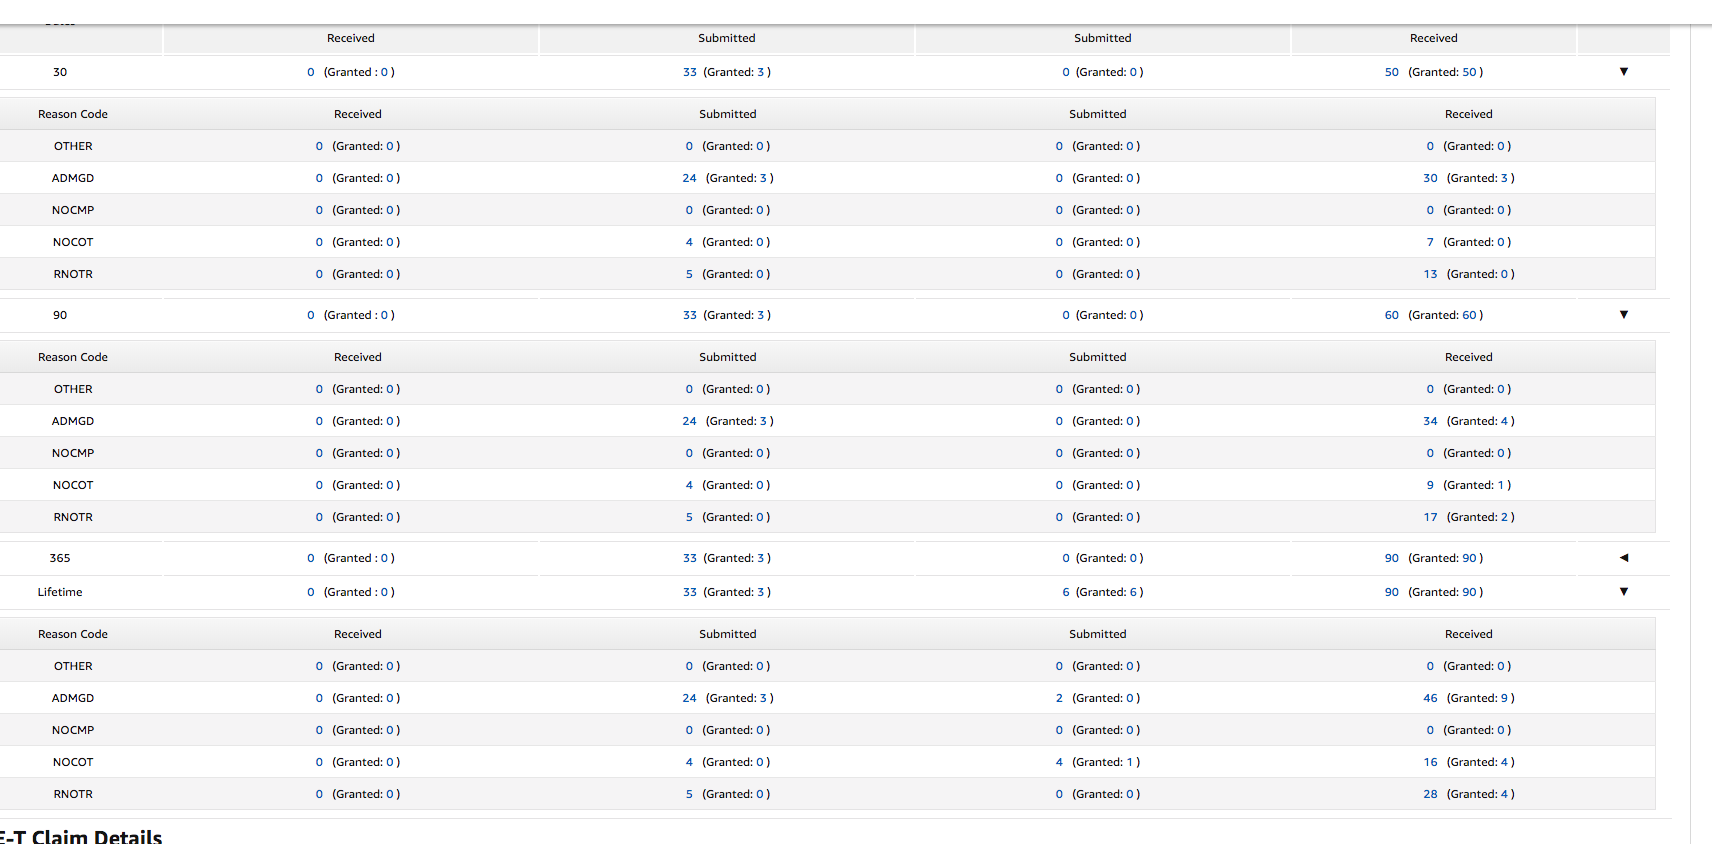 Received Submitted Submitted Received
30 0 (Granted : 0 ) 33 (Granted: 3 ) 0 (Granted: 0 ) 50 (Granted: 50 ) ▼
Reason Code Received Submitted Submitted Received
OTHER 0 (Granted: 0 ) 0 (Granted: 0 ) 0 (Granted: 0 ) 0 (Granted: 0 )
ADMGD 0 (Granted: 0 ) 24 (Granted: 3 ) 0 (Granted: 0 ) 30 (Granted: 3 )
NOCMP 0 (Granted: 0 ) 0 (Granted: 0 ) 0 (Granted: 0 ) 0 (Granted: 0 )
NOCOT 0 (Granted: 0 ) 4 (Granted: 0 ) 0 (Granted: 0 ) 7 (Granted: 0 )
RNOTR 0 (Granted: 0 ) 5 (Granted: 0 ) 0 (Granted: 0 ) 13 (Granted: 0 )
90 0 (Granted : 0 ) 33 (Granted: 3 ) 0 (Granted: 0 ) 60 (Granted: 60 ) ▼
Reason Code Received Submitted Submitted Received
OTHER 0 (Granted: 0 ) 0 (Granted: 0 ) 0 (Granted: 0 ) 0 (Granted: 0 )
ADMGD 0 (Granted: 0 ) 24 (Granted: 3 ) 0 (Granted: 0 ) 34 (Granted: 4 )
NOCMP 0 (Granted: 0 ) 0 (Granted: 0 ) 0 (Granted: 0 ) 0 (Granted: 0 )
NOCOT 0 (Granted: 0 ) 4 (Granted: 0 ) 0 (Granted: 0 ) 9 (Granted: 1 )
RNOTR 0 (Granted: 0 ) 5 (Granted: 0 ) 0 (Granted: 0 ) 17 (Granted: 2 )
365 0 (Granted : 0 ) 33 (Granted: 3 ) 0 (Granted: 0 ) 90 (Granted: 90 ) ◀
Lifetime 0 (Granted : 0 ) 33 (Granted: 3 ) 6 (Granted: 6 ) 90 (Granted: 90 ) ▼
Reason Code Received Submitted Submitted Received
OTHER 0 (Granted: 0 ) 0 (Granted: 0 ) 0 (Granted: 0 ) 0 (Granted: 0 )
ADMGD 0 (Granted: 0 ) 24 (Granted: 3 ) 2 (Granted: 0 ) 46 (Granted: 9 )
NOCMP 0 (Granted: 0 ) 0 (Granted: 0 ) 0 (Granted: 0 ) 0 (Granted: 0 )
NOCOT 0 (Granted: 0 ) 4 (Granted: 0 ) 4 (Granted: 1 ) 16 (Granted: 4 )
RNOTR 0 (Granted: 0 ) 5 (Granted: 0 ) 0 (Granted: 0 ) 28 (Granted: 4 )
E-T Claim Details